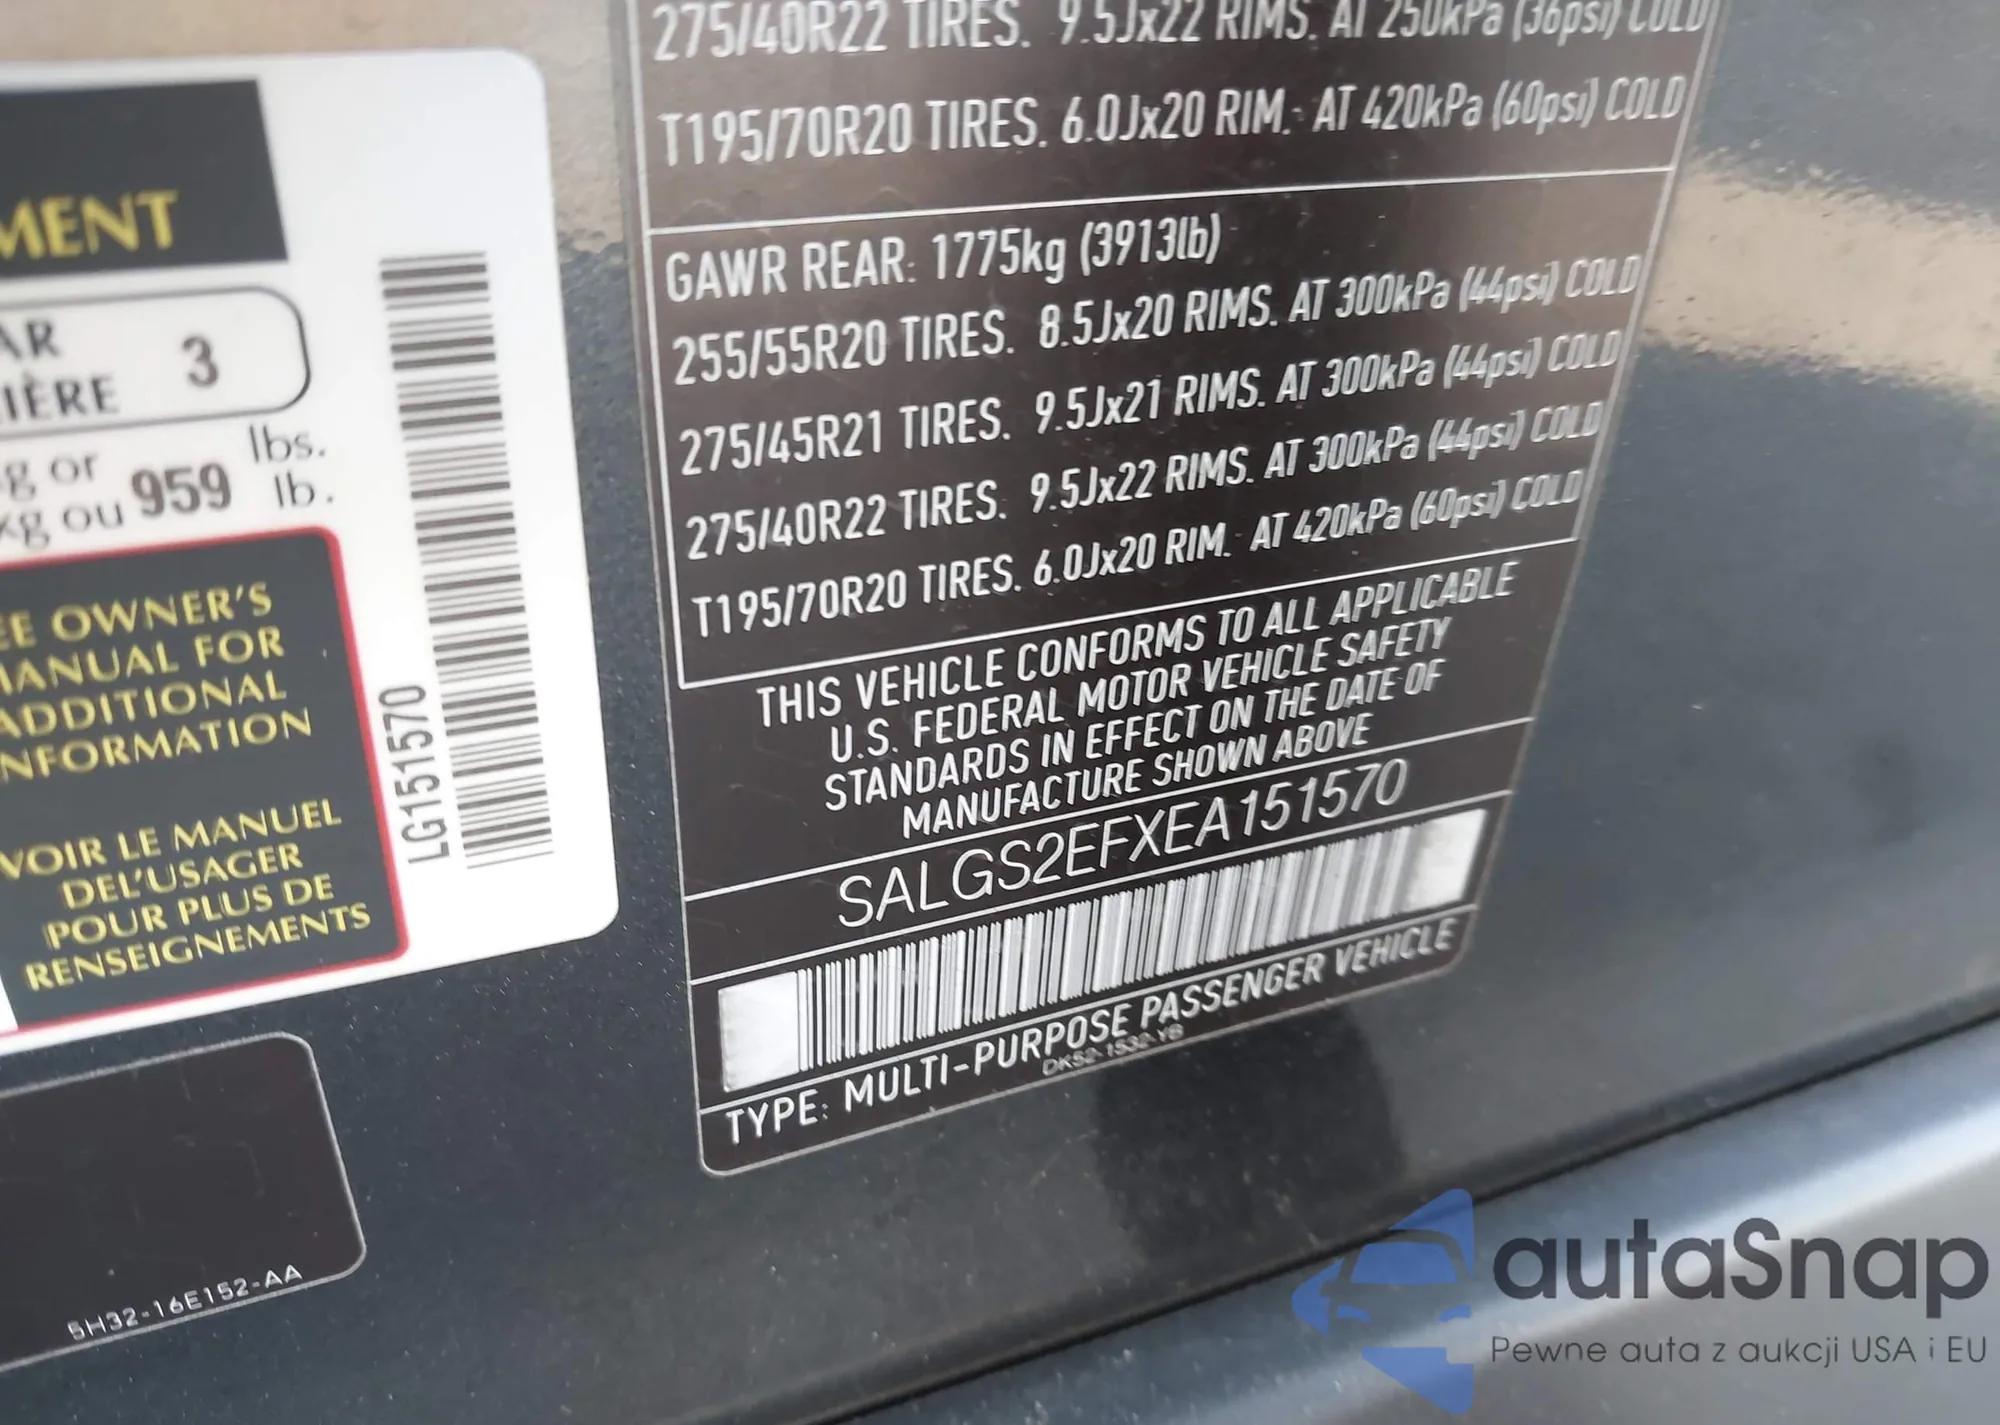 MENT
AR 3
IÈRE
g or lbs.
kg ou 959 lb.
EE OWNER'S
MANUAL FOR
ADDITIONAL
INFORMATION
VOIR LE MANUEL
DEL'USAGER
POUR PLUS DE
RENSEIGNEMENTS
LG151570
5H32-16E152-AA
275/40R22 TIRES. 9.5Jx22 RIMS. AT 250kPa (36psi) COLD
T195/70R20 TIRES. 6.0Jx20 RIM. AT 420kPa (60psi) COLD
GAWR REAR: 1775kg (3913lb)
255/55R20 TIRES. 8.5Jx20 RIMS. AT 300kPa (44psi) COLD
275/45R21 TIRES. 9.5Jx21 RIMS. AT 300kPa (44psi) COLD
275/40R22 TIRES. 9.5Jx22 RIMS. AT 300kPa (44psi) COLD
T195/70R20 TIRES. 6.0Jx20 RIM. AT 420kPa (60psi) COLD
THIS VEHICLE CONFORMS TO ALL APPLICABLE
U.S. FEDERAL MOTOR VEHICLE SAFETY
STANDARDS IN EFFECT ON THE DATE OF
MANUFACTURE SHOWN ABOVE
SALGS2EFXEA151570
TYPE: MULTI-PURPOSE PASSENGER VEHICLE
DK52-1532-YB
autaSnap
Pewne auta z aukcji USA i EU